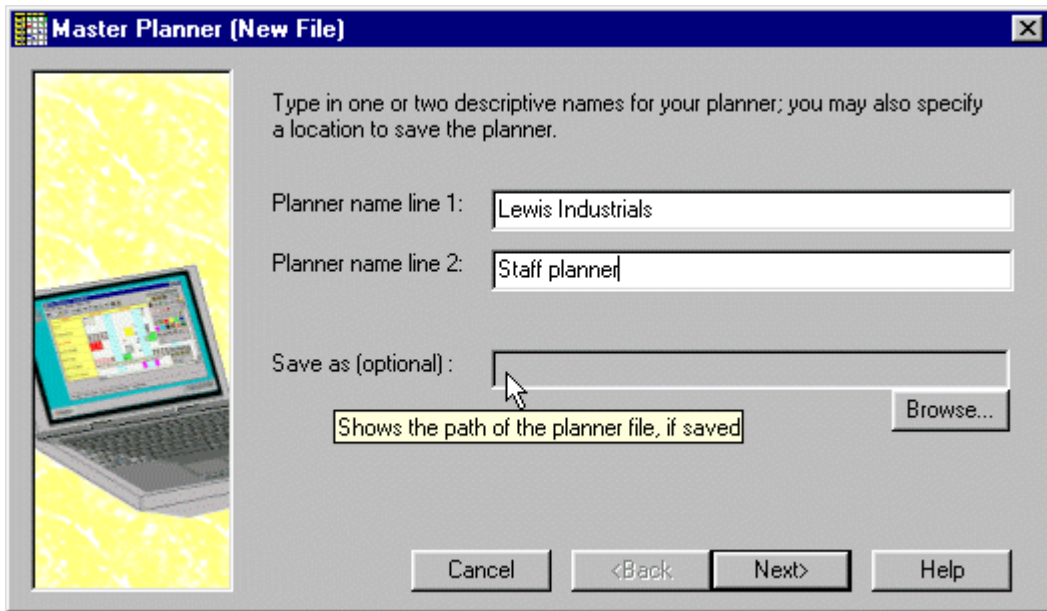 Master Planner (New File)
Type in one or two descriptive names for your planner; you may also specify
a location to save the planner.
Planner name line 1: Lewis Industrials
Planner name line 2: Staff planner
Save as (optional) :
Shows the path of the planner file, if saved
Browse...
Cancel <Back Next> Help